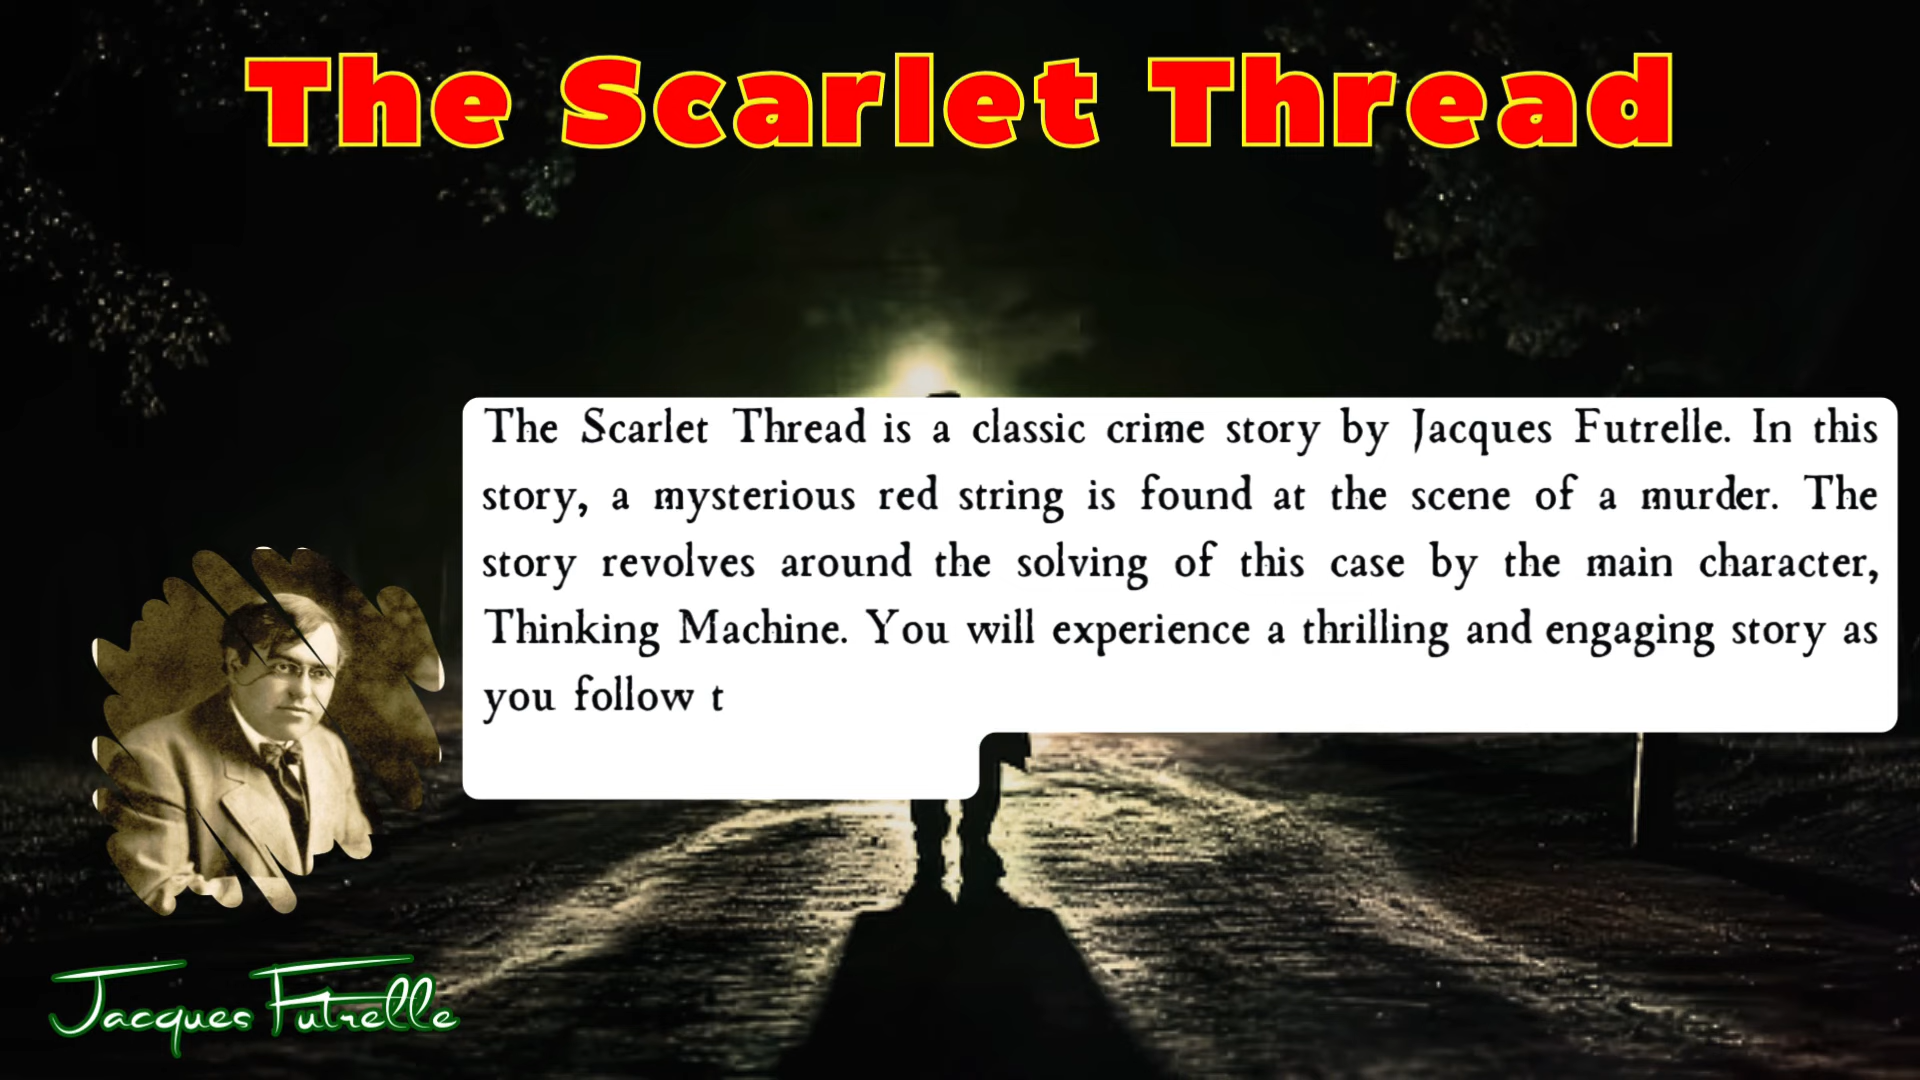 The Scarlet Thread
The Scarlet Thread is a classic crime story by Jacques Futrelle. In this
story, a mysterious red string is found at the scene of a murder. The
story revolves around the solving of this case by the main character,
Thinking Machine. You will experience a thrilling and engaging story as
you follow t
Jacques Futrelle